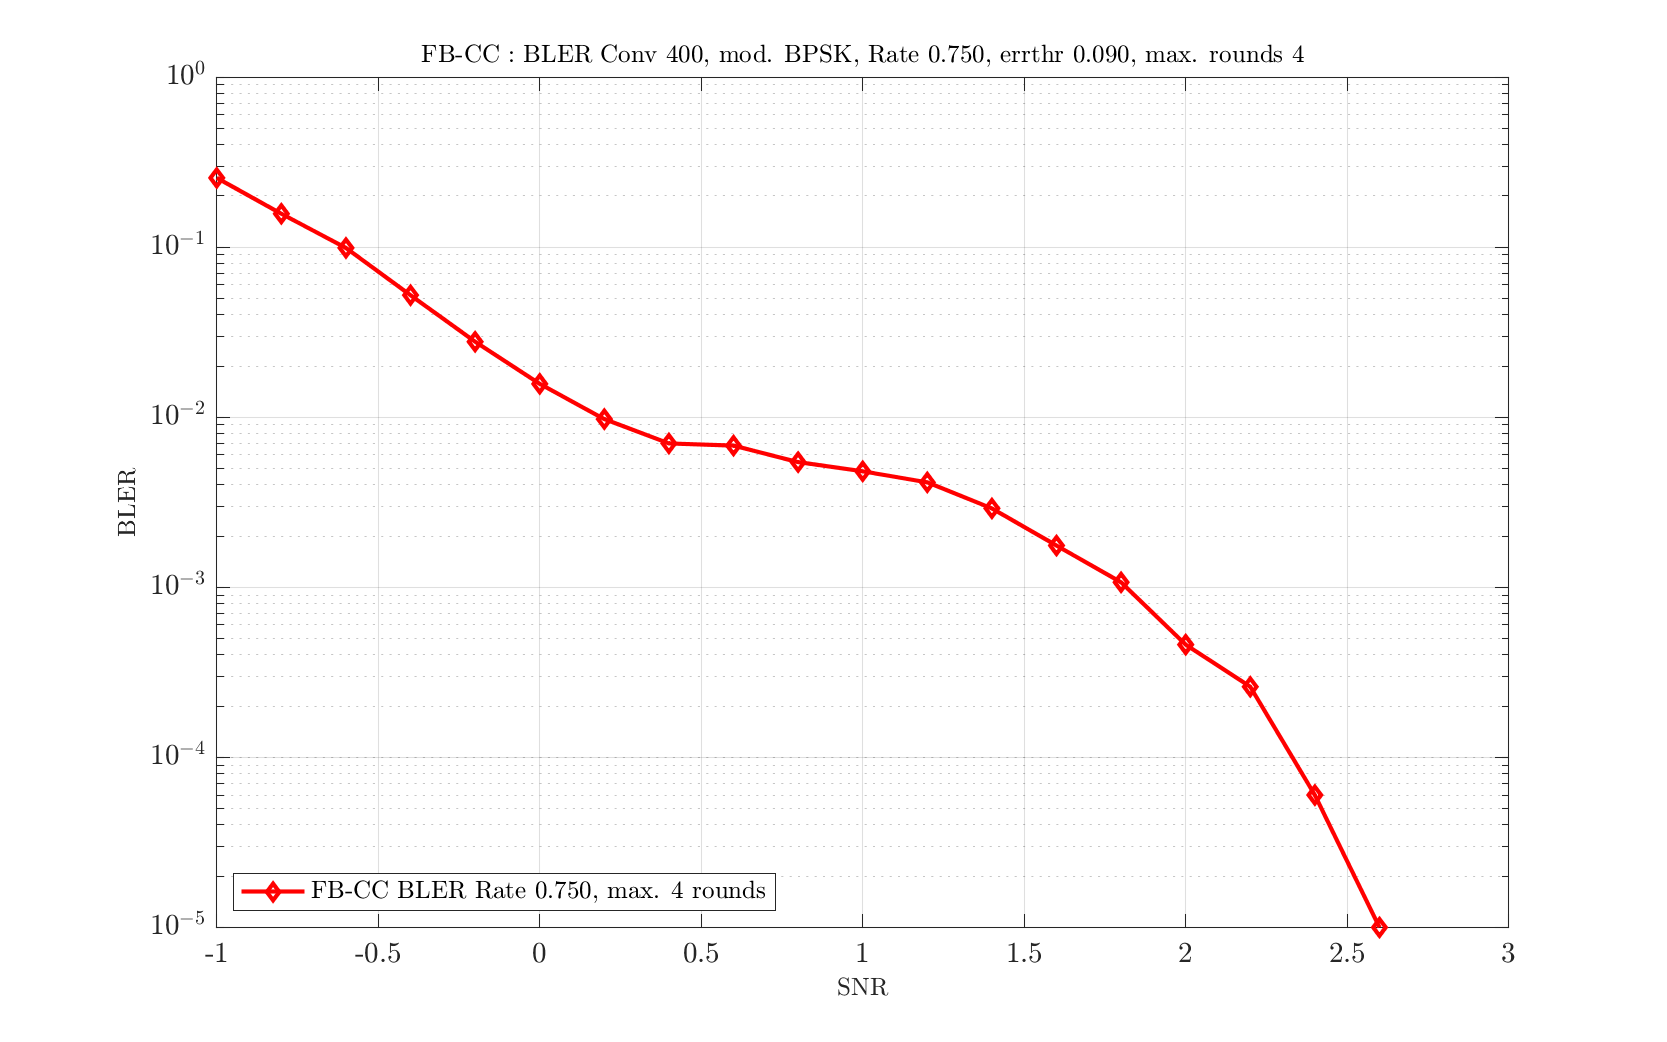 FB-CC : BLER Conv 400, mod. BPSK, Rate 0.750, errthr 0.090, max. rounds 4
10^0
10^-1
10^-2
10^-3
10^-4
10^-5
BLER
FB-CC BLER Rate 0.750, max. 4 rounds
-1 -0.5 0 0.5 1 1.5 2 2.5 3
SNR